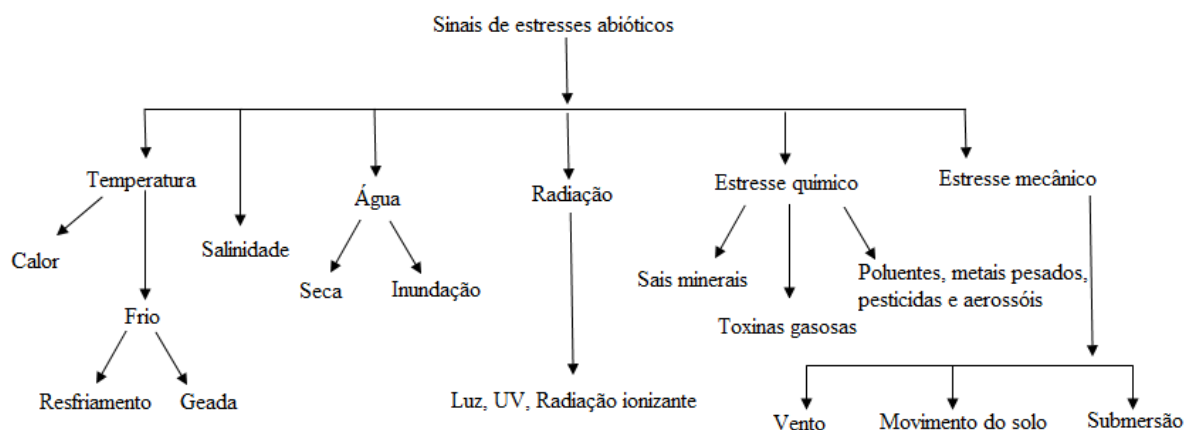 Sinais de estresses abióticos
Temperatura
Calor
Frio
Resfriamento
Geada
Salinidade
Água
Seca
Inundação
Radiação
Luz, UV, Radiação ionizante
Estresse químico
Sais minerais
Toxinas gasosas
Poluentes, metais pesados,
pesticidas e aerossóis
Estresse mecânico
Vento
Movimento do solo
Submersão